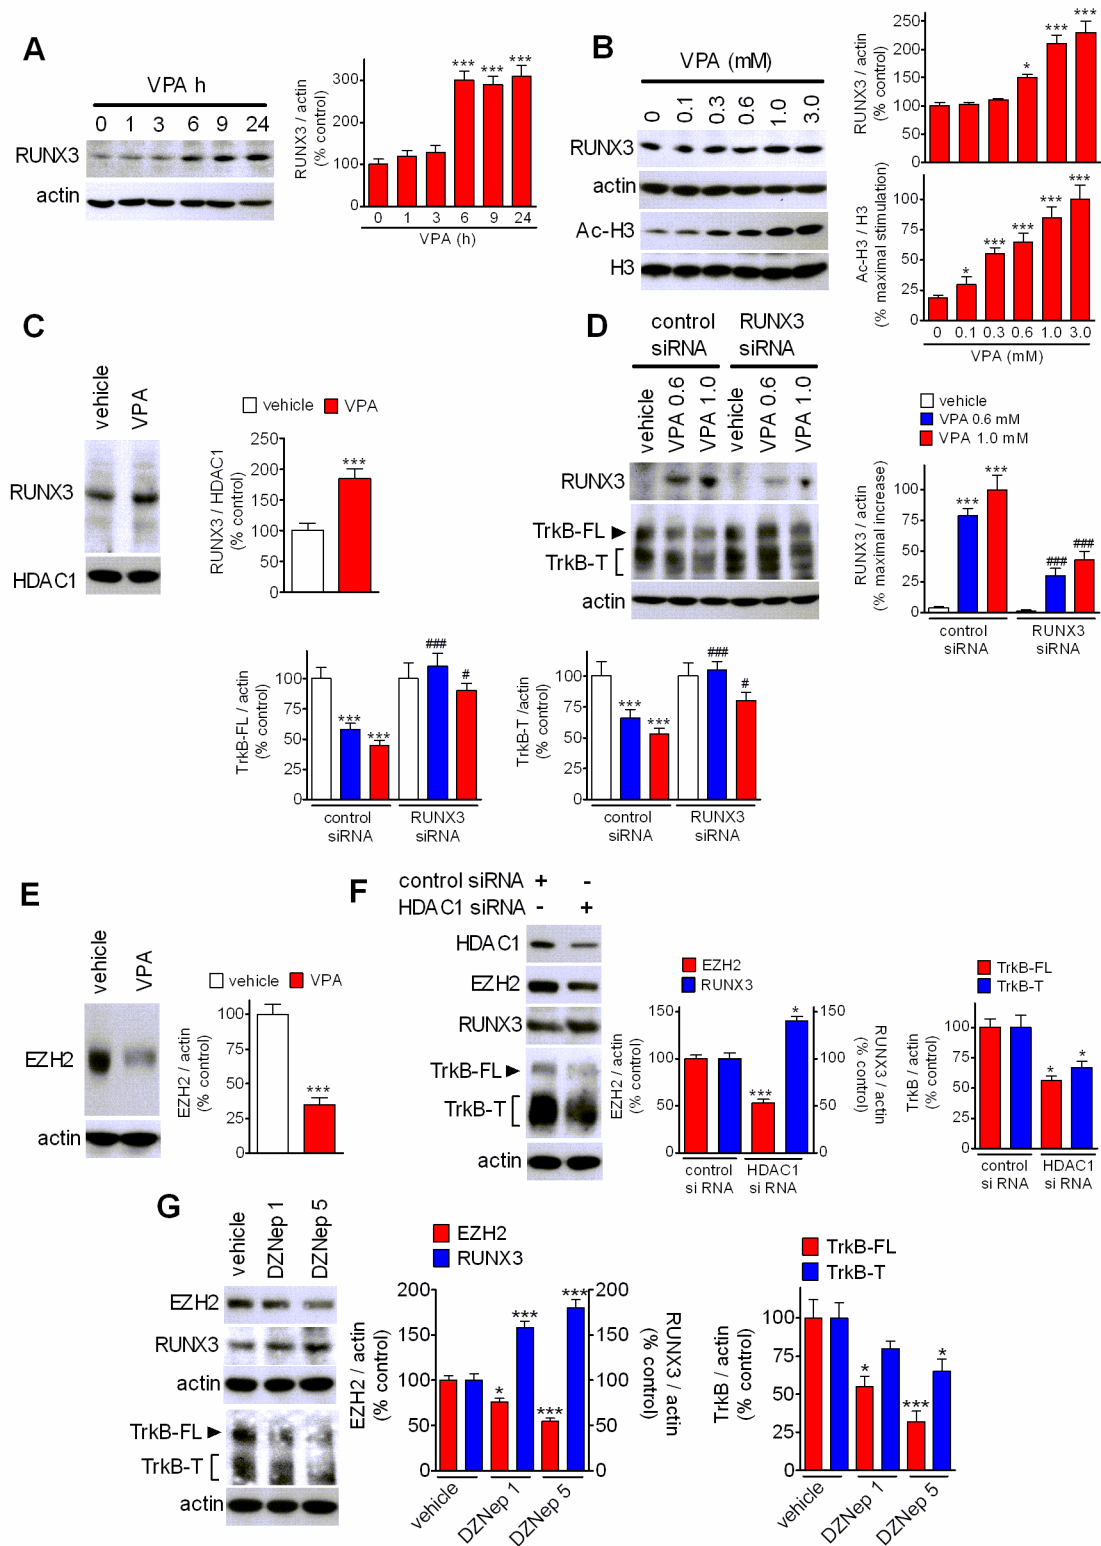 A
VPA h
0 1 3 6 9 24
RUNX3
actin
RUNX3 / actin
(% control)
300
200
100
0
*** *** ***
0 1 3 6 9 24
VPA (h)
B
VPA (mM)
0 0.1 0.3 0.6 1.0 3.0
RUNX3
actin
Ac-H3
H3
RUNX3 / actin
(% control)
250
200
150
100
50
0
* *** ***
Ac-H3 / H3
(% maximal stimulation)
100
75
50
25
0
* *** *** *** ***
0 0.1 0.3 0.6 1.0 3.0
VPA (mM)
C
vehicle VPA
RUNX3
HDAC1
vehicle VPA
RUNX3 / HDAC1
(% control)
250
200
150
100
50
0
***
D
control siRNA
RUNX3 siRNA
vehicle VPA 0.6 VPA 1.0 vehicle VPA 0.6 VPA 1.0
RUNX3
TrkB-FL
TrkB-T
actin
vehicle
VPA 0.6 mM
VPA 1.0 mM
RUNX3 / actin
(% maximal increase)
100
75
50
25
0
*** *** ### ###
control siRNA
RUNX3 siRNA
TrkB-FL / actin
(% control)
100
75
50
25
0
*** *** ### #
control siRNA
RUNX3 siRNA
TrkB-T /actin
(% control)
100
75
50
25
0
*** *** ### #
control siRNA
RUNX3 siRNA
E
vehicle VPA
EZH2
actin
vehicle VPA
EZH2 / actin
(% control)
100
75
50
25
0
***
F
control siRNA + -
HDAC1 siRNA - +
HDAC1
EZH2
RUNX3
TrkB-FL
TrkB-T
actin
EZH2
RUNX3
EZH2 / actin
(% control)
150
100
50
0
*** *
150
100
50
0
RUNX3 / actin
(% control)
control si RNA
HDAC1 si RNA
TrkB-FL
TrkB-T
TrkB / actin
(% control)
100
75
50
25
0
* *
control si RNA
HDAC1 si RNA
G
vehicle DZNep 1 DZNep 5
EZH2
RUNX3
actin
TrkB-FL
TrkB-T
actin
EZH2
RUNX3
EZH2 / actin
(% control)
200
150
100
50
0
* *** *** ***
200
150
100
50
0
RUNX3 / actin
(% control)
vehicle DZNep 1 DZNep 5
TrkB-FL
TrkB-T
TrkB / actin
(% control)
100
75
50
25
0
* *** *
vehicle DZNep 1 DZNep 5